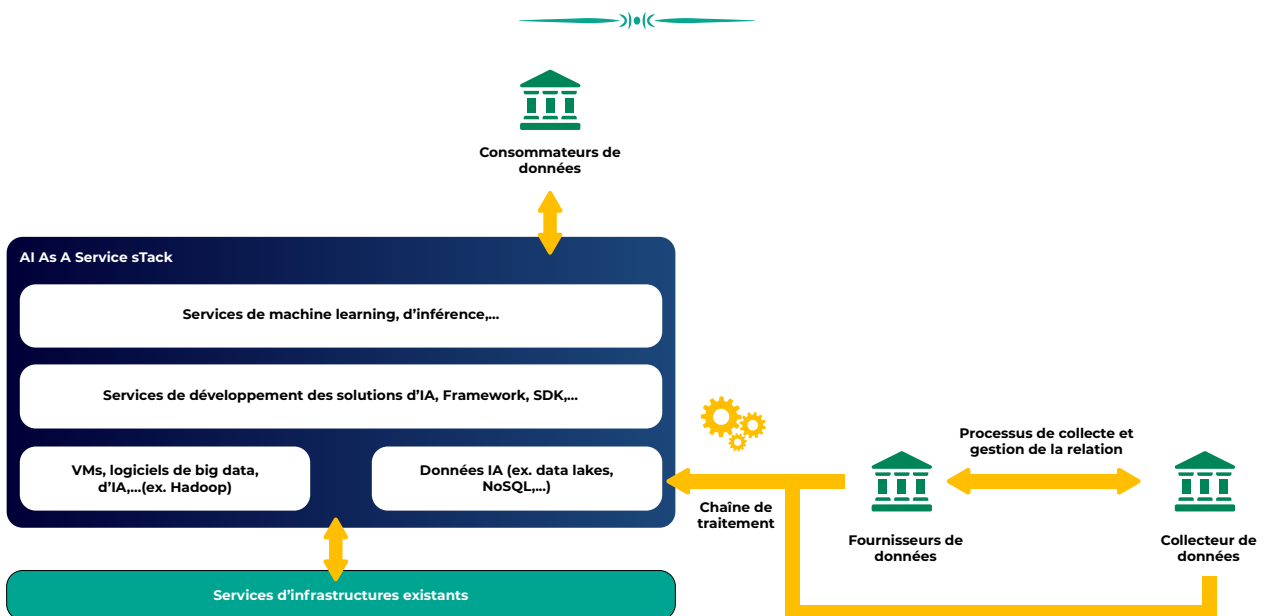 Consommateurs de
données
AI As A Service sTack
Services de machine learning, d’inférence,...
Services de développement des solutions d’IA, Framework, SDK,...
VMs, logiciels de big data,
d’IA,...(ex. Hadoop)
Données IA (ex. data lakes,
NoSQL,...)
Services d’infrastructures existants
Chaîne de
traitement
Processus de collecte et
gestion de la relation
Fournisseurs de
données
Collecteur de
données